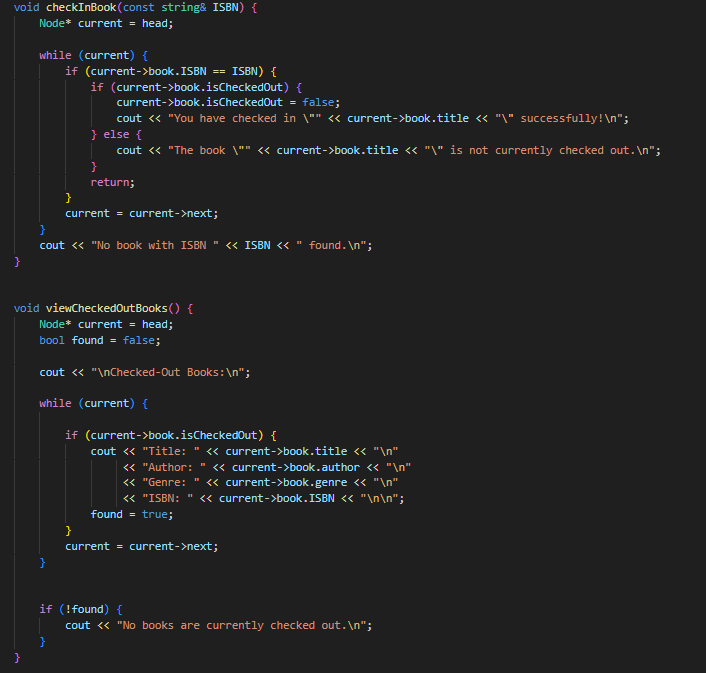 void checkInBook(const string& ISBN) {
    Node* current = head;

    while (current) {
        if (current->book.ISBN == ISBN) {
            if (current->book.isCheckedOut) {
                current->book.isCheckedOut = false;
                cout << "You have checked in \"" << current->book.title << "\" successfully!\n";
            } else {
                cout << "The book \"" << current->book.title << "\" is not currently checked out.\n";
            }
            return;
        }
        current = current->next;
    }
    cout << "No book with ISBN " << ISBN << " found.\n";
}


void viewCheckedOutBooks() {
    Node* current = head;
    bool found = false;

    cout << "\nChecked-Out Books:\n";

    while (current) {

        if (current->book.isCheckedOut) {
            cout << "Title: " << current->book.title << "\n"
                 << "Author: " << current->book.author << "\n"
                 << "Genre: " << current->book.genre << "\n"
                 << "ISBN: " << current->book.ISBN << "\n\n";
            found = true;
        }
        current = current->next;
    }


    if (!found) {
        cout << "No books are currently checked out.\n";
    }
}